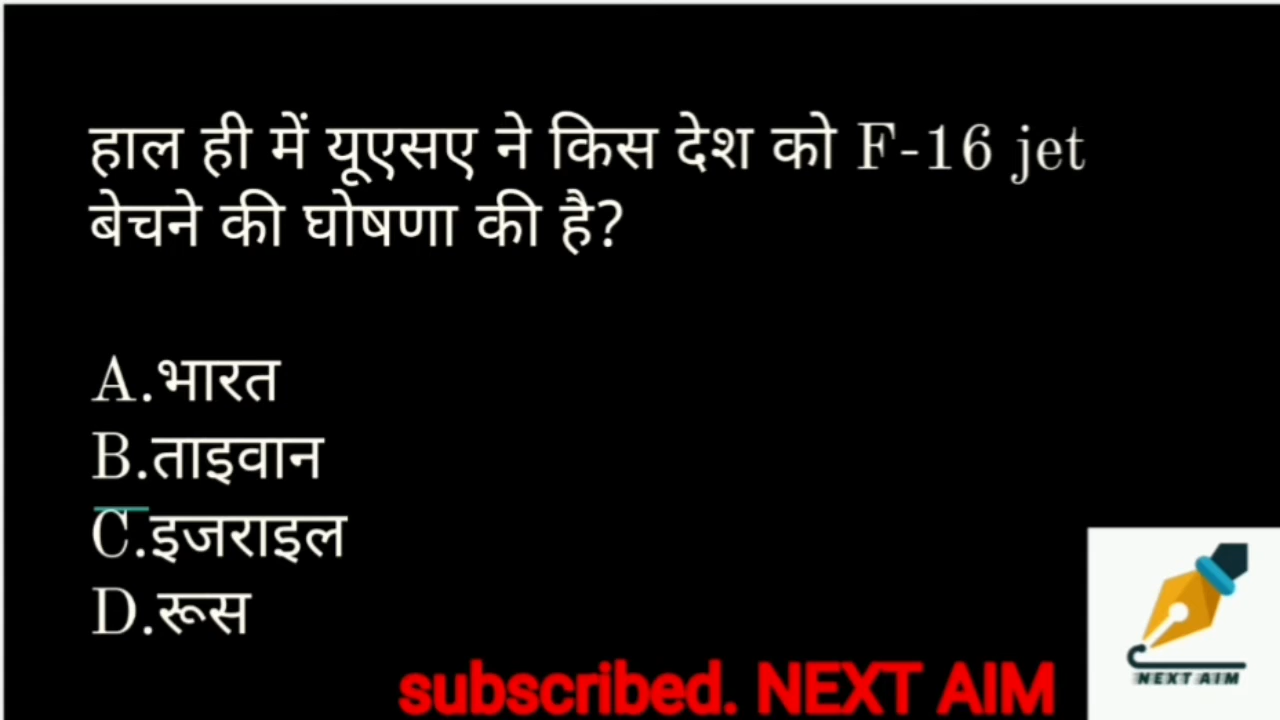 हाल ही में यूएसए ने किस देश को F-16 jet
बेचने की घोषणा की है?
A.भारत
B.ताइवान
C.इजराइल
D.रूस
subscribed. NEXT AIM
NEXT AIM